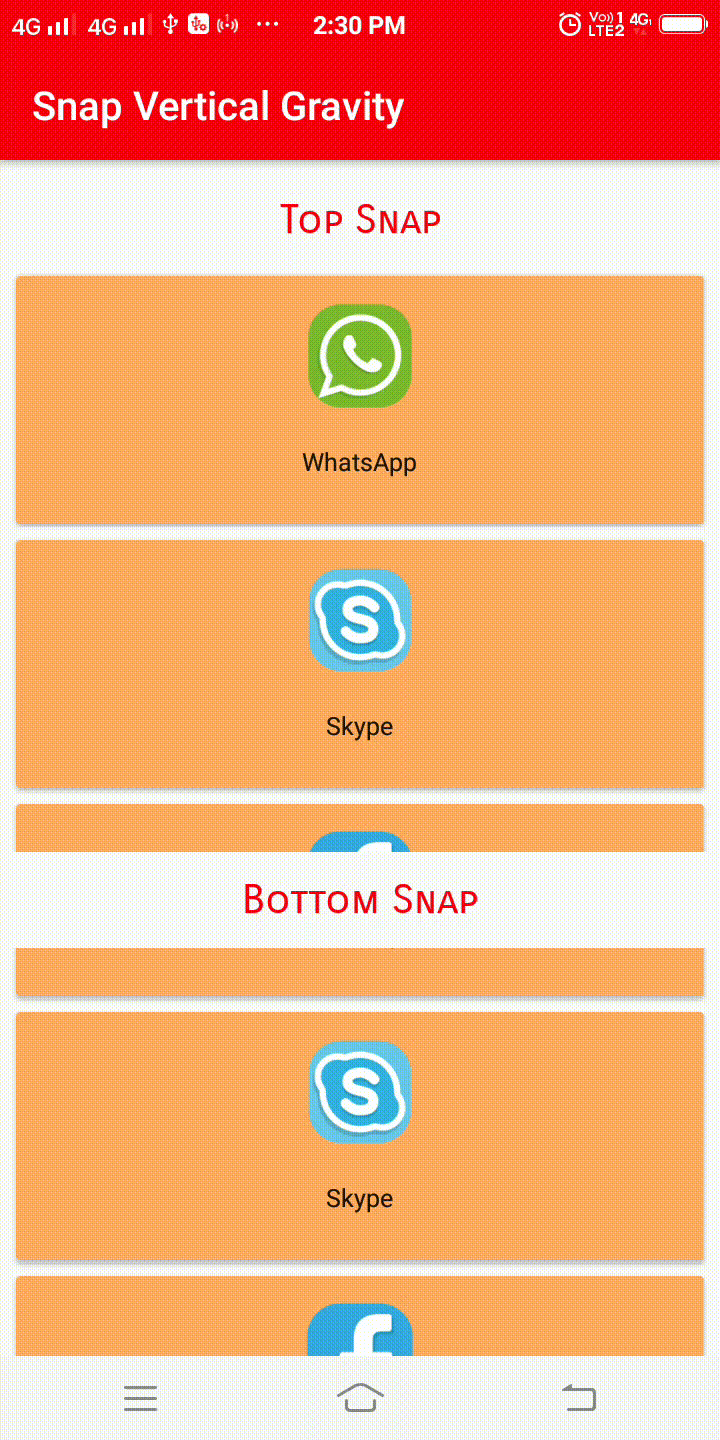 4G 4G 2:30 PM Vo)) 1 LTE2 4G
Snap Vertical Gravity
Top Snap
WhatsApp
Skype
Bottom Snap
Skype